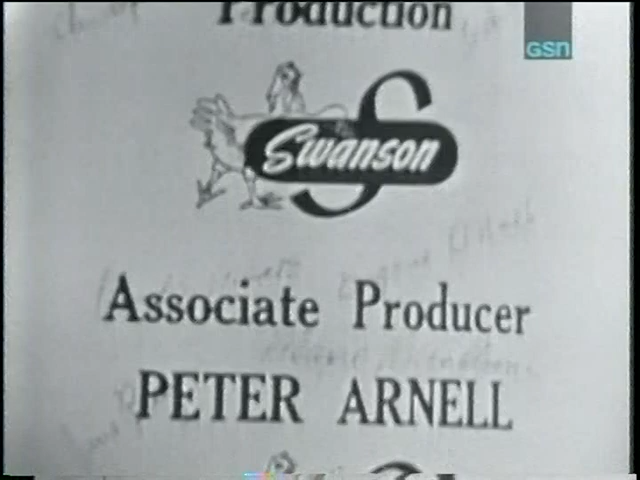 Production
GSN
Swanson
Associate Producer
PETER ARNELL